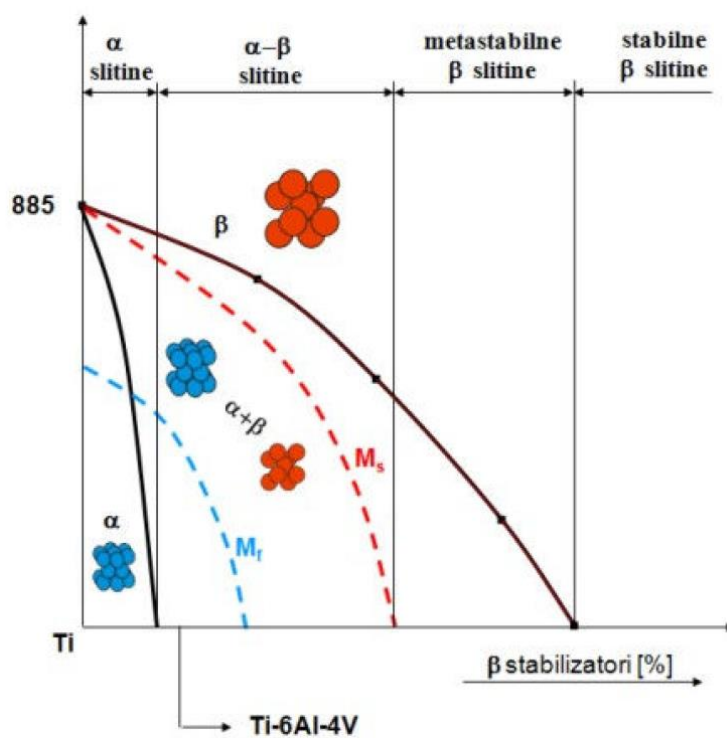 α
slitine
α–β
slitine
metastabilne
β slitine
stabilne
β slitine
885
β
α+β
Ms
α
Mf
Ti
β stabilizatori [%]
Ti-6Al-4V